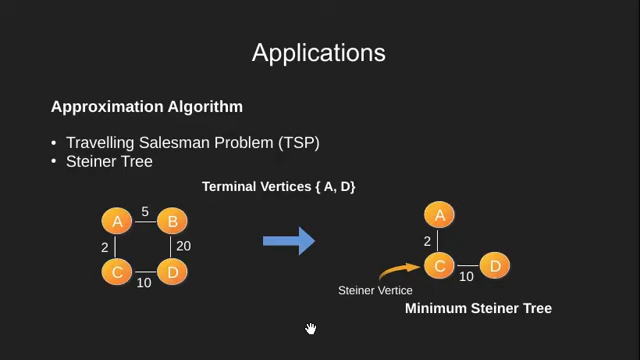 Applications
Approximation Algorithm
• Travelling Salesman Problem (TSP)
• Steiner Tree
Terminal Vertices { A, D}
A 5 B
2 20
C 10 D
A
2
C 10 D
Steiner Vertice
Minimum Steiner Tree